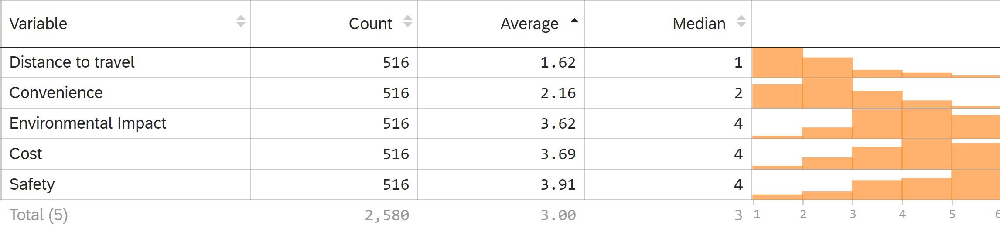 Variable Count Average Median
Distance to travel 516 1.62 1
Convenience 516 2.16 2
Environmental Impact 516 3.62 4
Cost 516 3.69 4
Safety 516 3.91 4
Total (5) 2,580 3.00 3 1 2 3 4 5 6